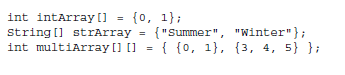 int intArray[] = {0, 1};
String[] strArray = {"Summer", "Winter"};
int multiArray[][] = { {0, 1}, {3, 4, 5} };